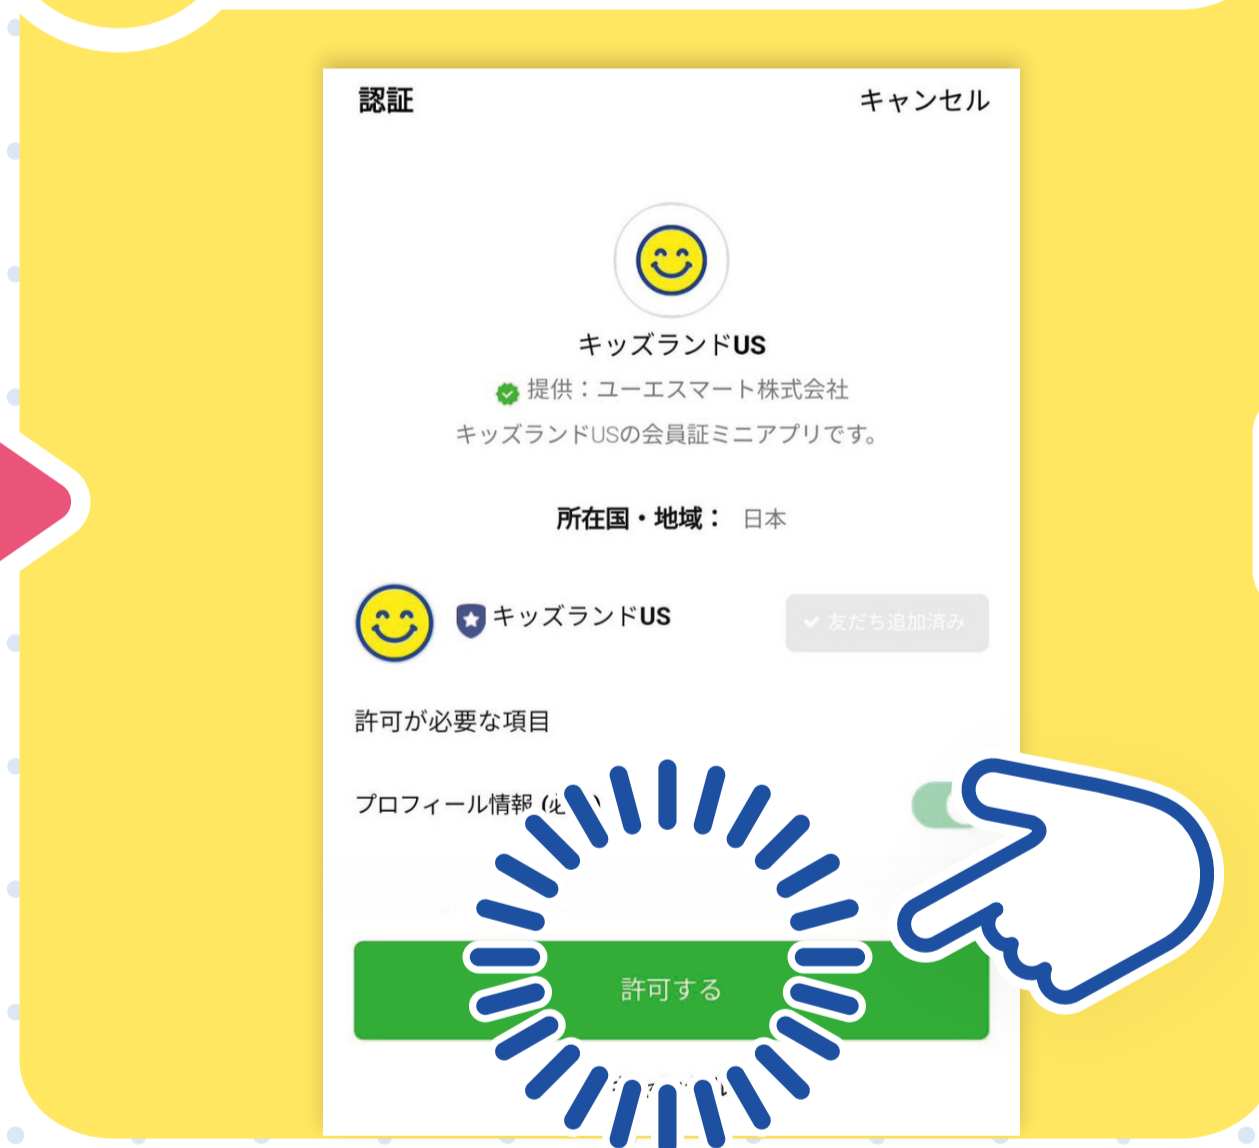 認証
キャンセル
キッズランドUS
提供：ユーエスマート株式会社
キッズランドUSの会員証ミニアプリです。
所在国・地域： 日本
キッズランドUS
友だち追加済み
許可が必要な項目
プロフィール情報
許可する